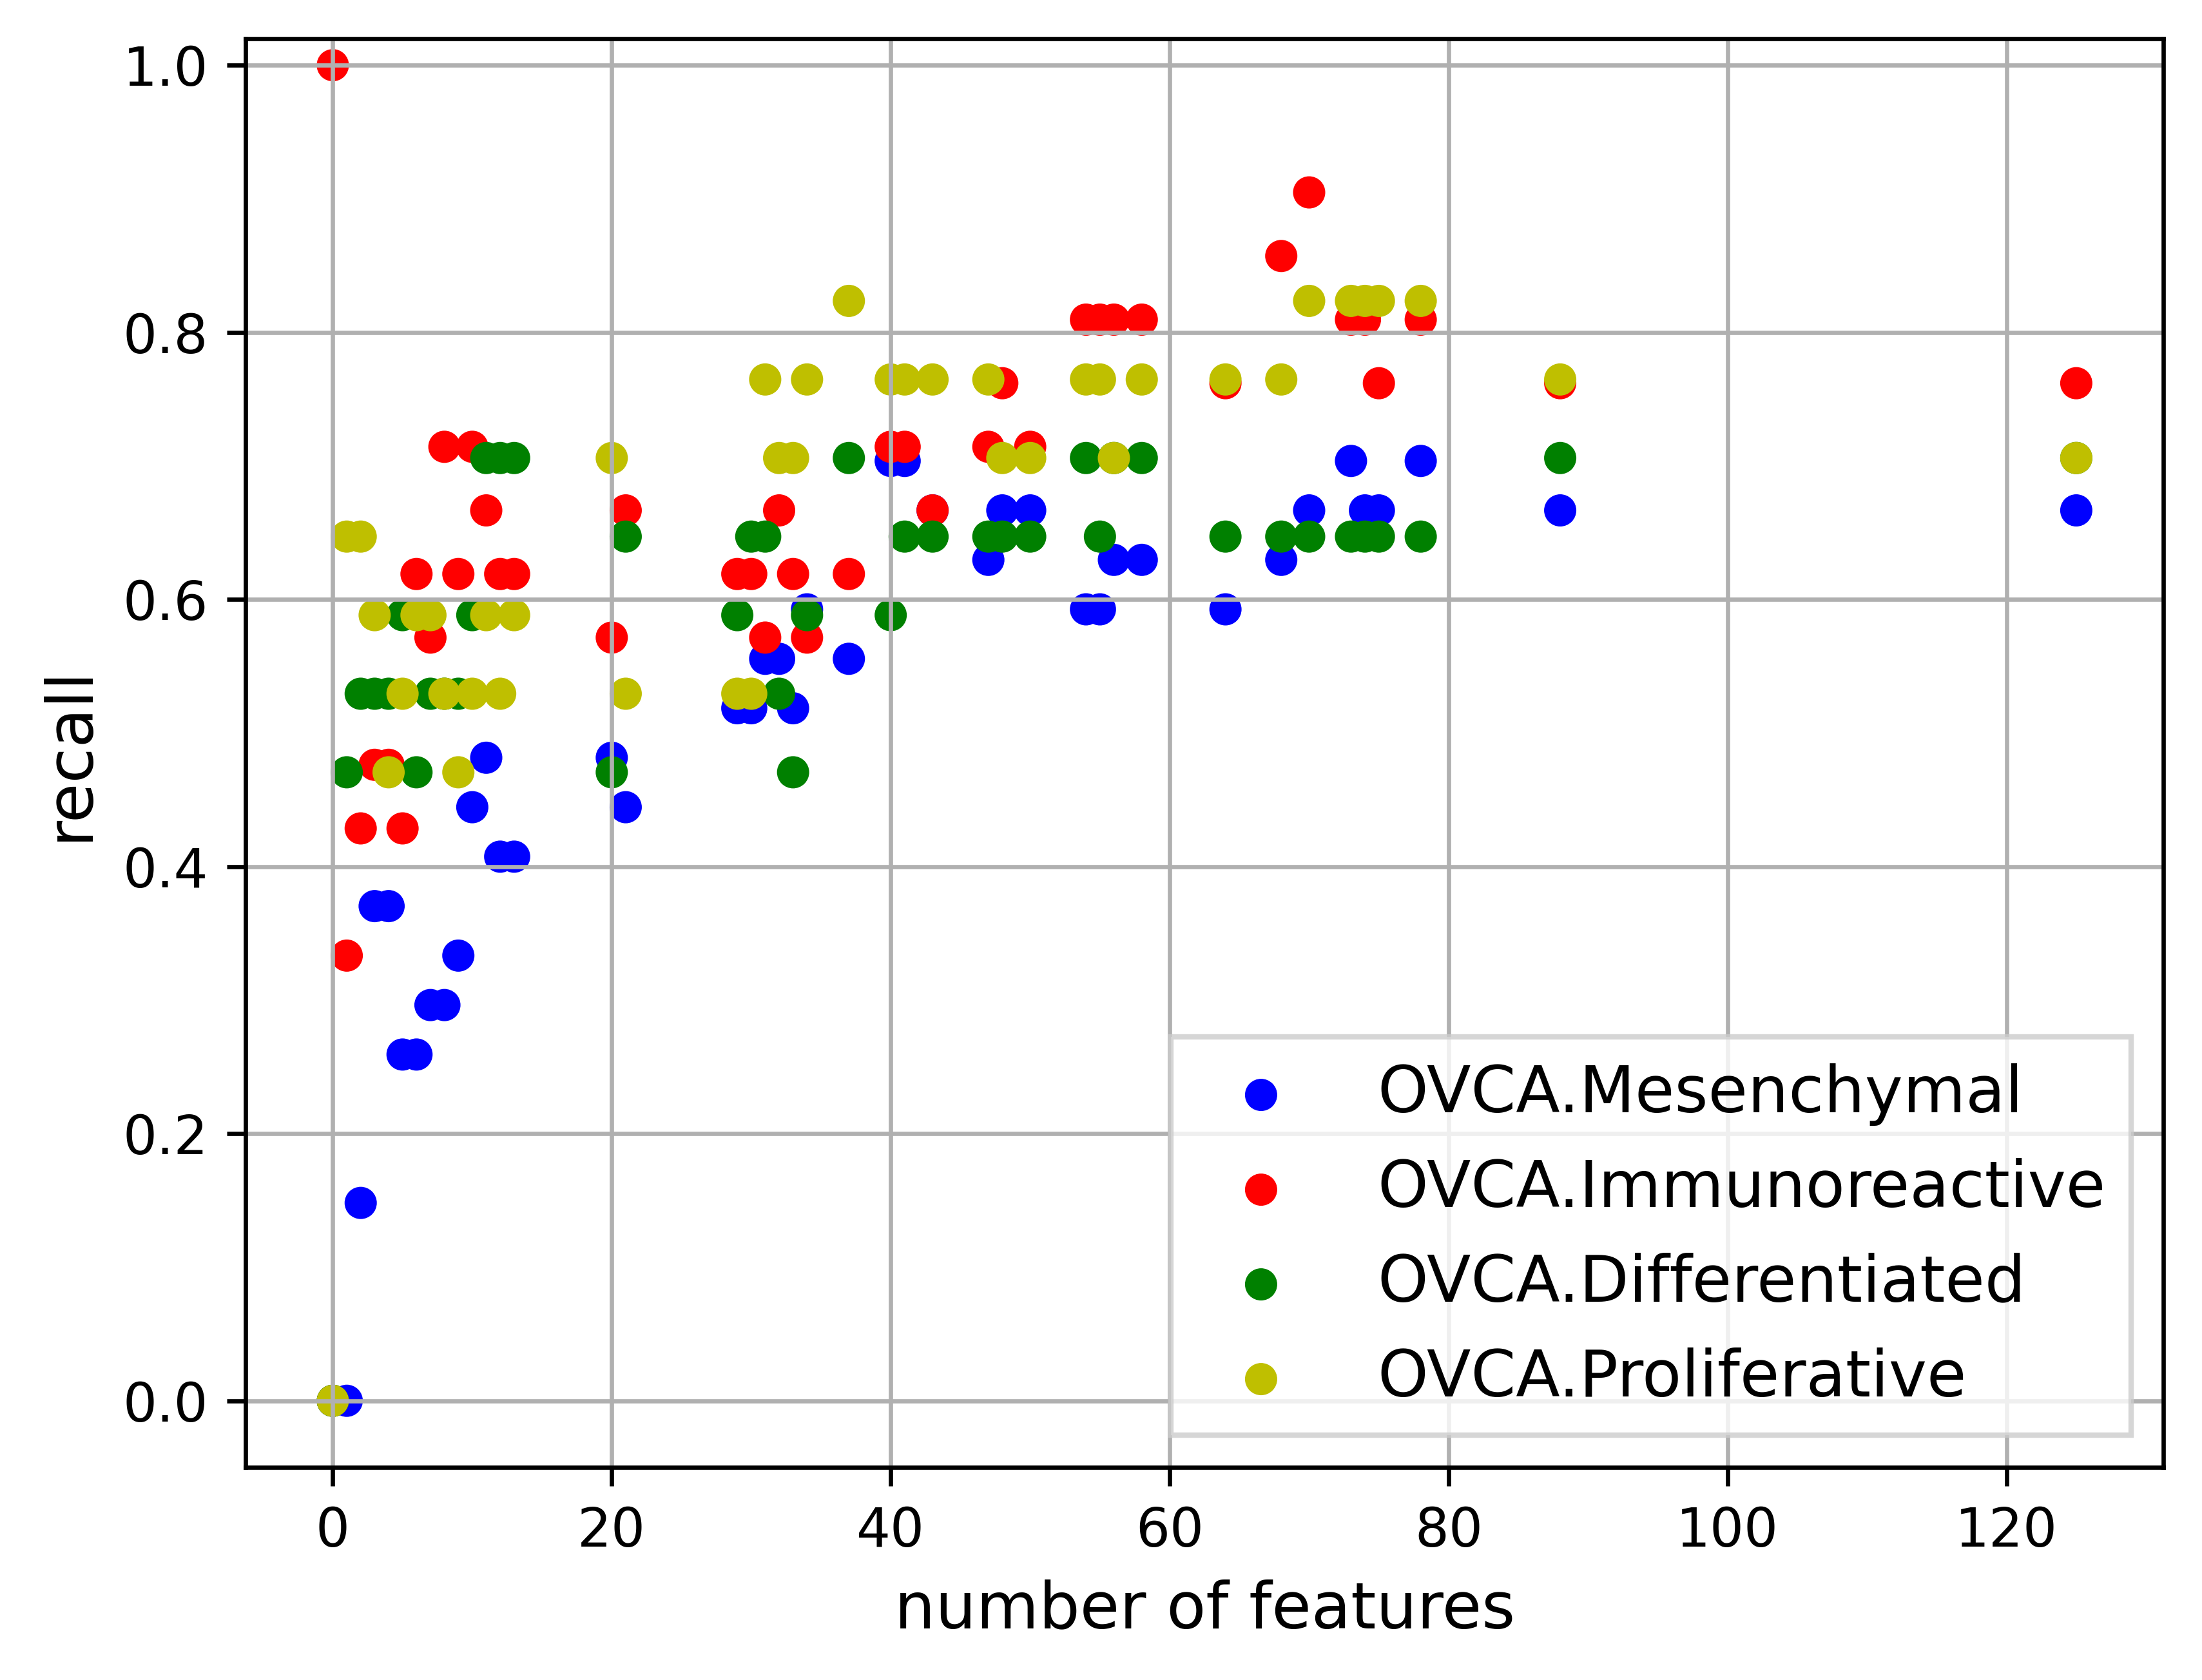 1.0
0.8
0.6
0.4
0.2
0.0
recall
0 20 40 60 80 100 120
number of features
OVCA.Mesenchymal
OVCA.Immunoreactive
OVCA.Differentiated
OVCA.Proliferative